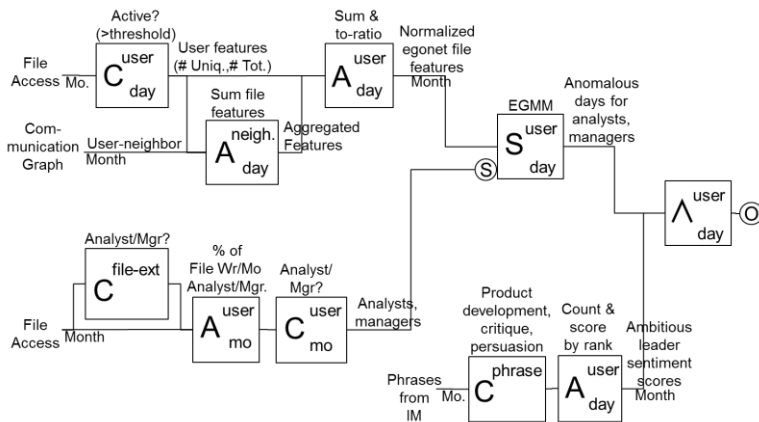 Active?
(>threshold)
File
Access
Mo.
C user
day
User features
(# Uniq.,# Tot.)
Sum file
features
Com-
munication
Graph
User-neighbor
Month
A neigh.
day
Aggregated
Features
Sum &
to-ratio
A user
day
Normalized
egonet file
features
Month
EGMM
S user
day
S
Anomalous
days for
analysts,
managers
user
day
O
Analyst/Mgr?
C file-ext
File
Access
Month
% of
File Wr/Mo
Analyst/Mgr.
A user
mo
Analyst/
Mgr?
C user
mo
Analysts,
managers
Product
development,
critique,
persuasion
Phrases
from
IM
Mo.
C phrase
Count &
score
by rank
A user
day
Ambitious
leader
sentiment
scores
Month